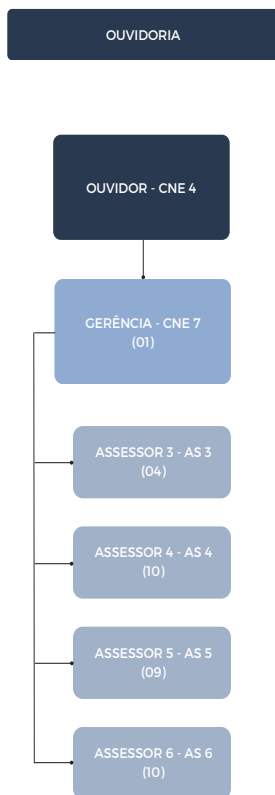 OUVIDORIA
OUVIDOR - CNE 4
GERÊNCIA - CNE 7
(01)
ASSESSOR 3 - AS 3
(04)
ASSESSOR 4 - AS 4
(10)
ASSESSOR 5 - AS 5
(09)
ASSESSOR 6 - AS 6
(10)